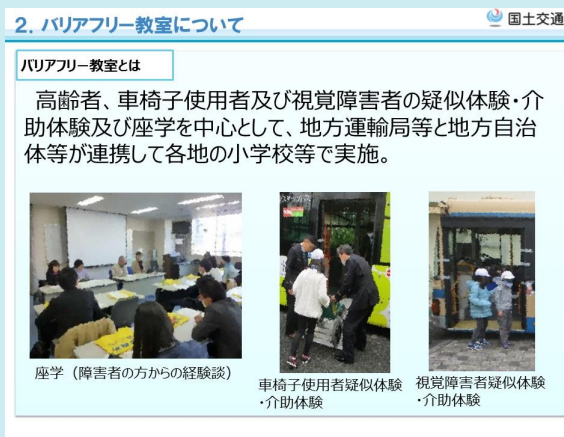 2．バリアフリー教室について
国土交通
バリアフリー教室とは
高齢者、車椅子使用者及び視覚障害者の疑似体験・介
助体験及び座学を中心として、地方運輸局等と地方自治
体等が連携して各地の小学校等で実施。
座学（障害者の方からの経験談）
車椅子使用者疑似体験
・介助体験
視覚障害者疑似体験
・介助体験